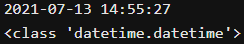 2021-07-13 14:55:27
<class 'datetime.datetime'>